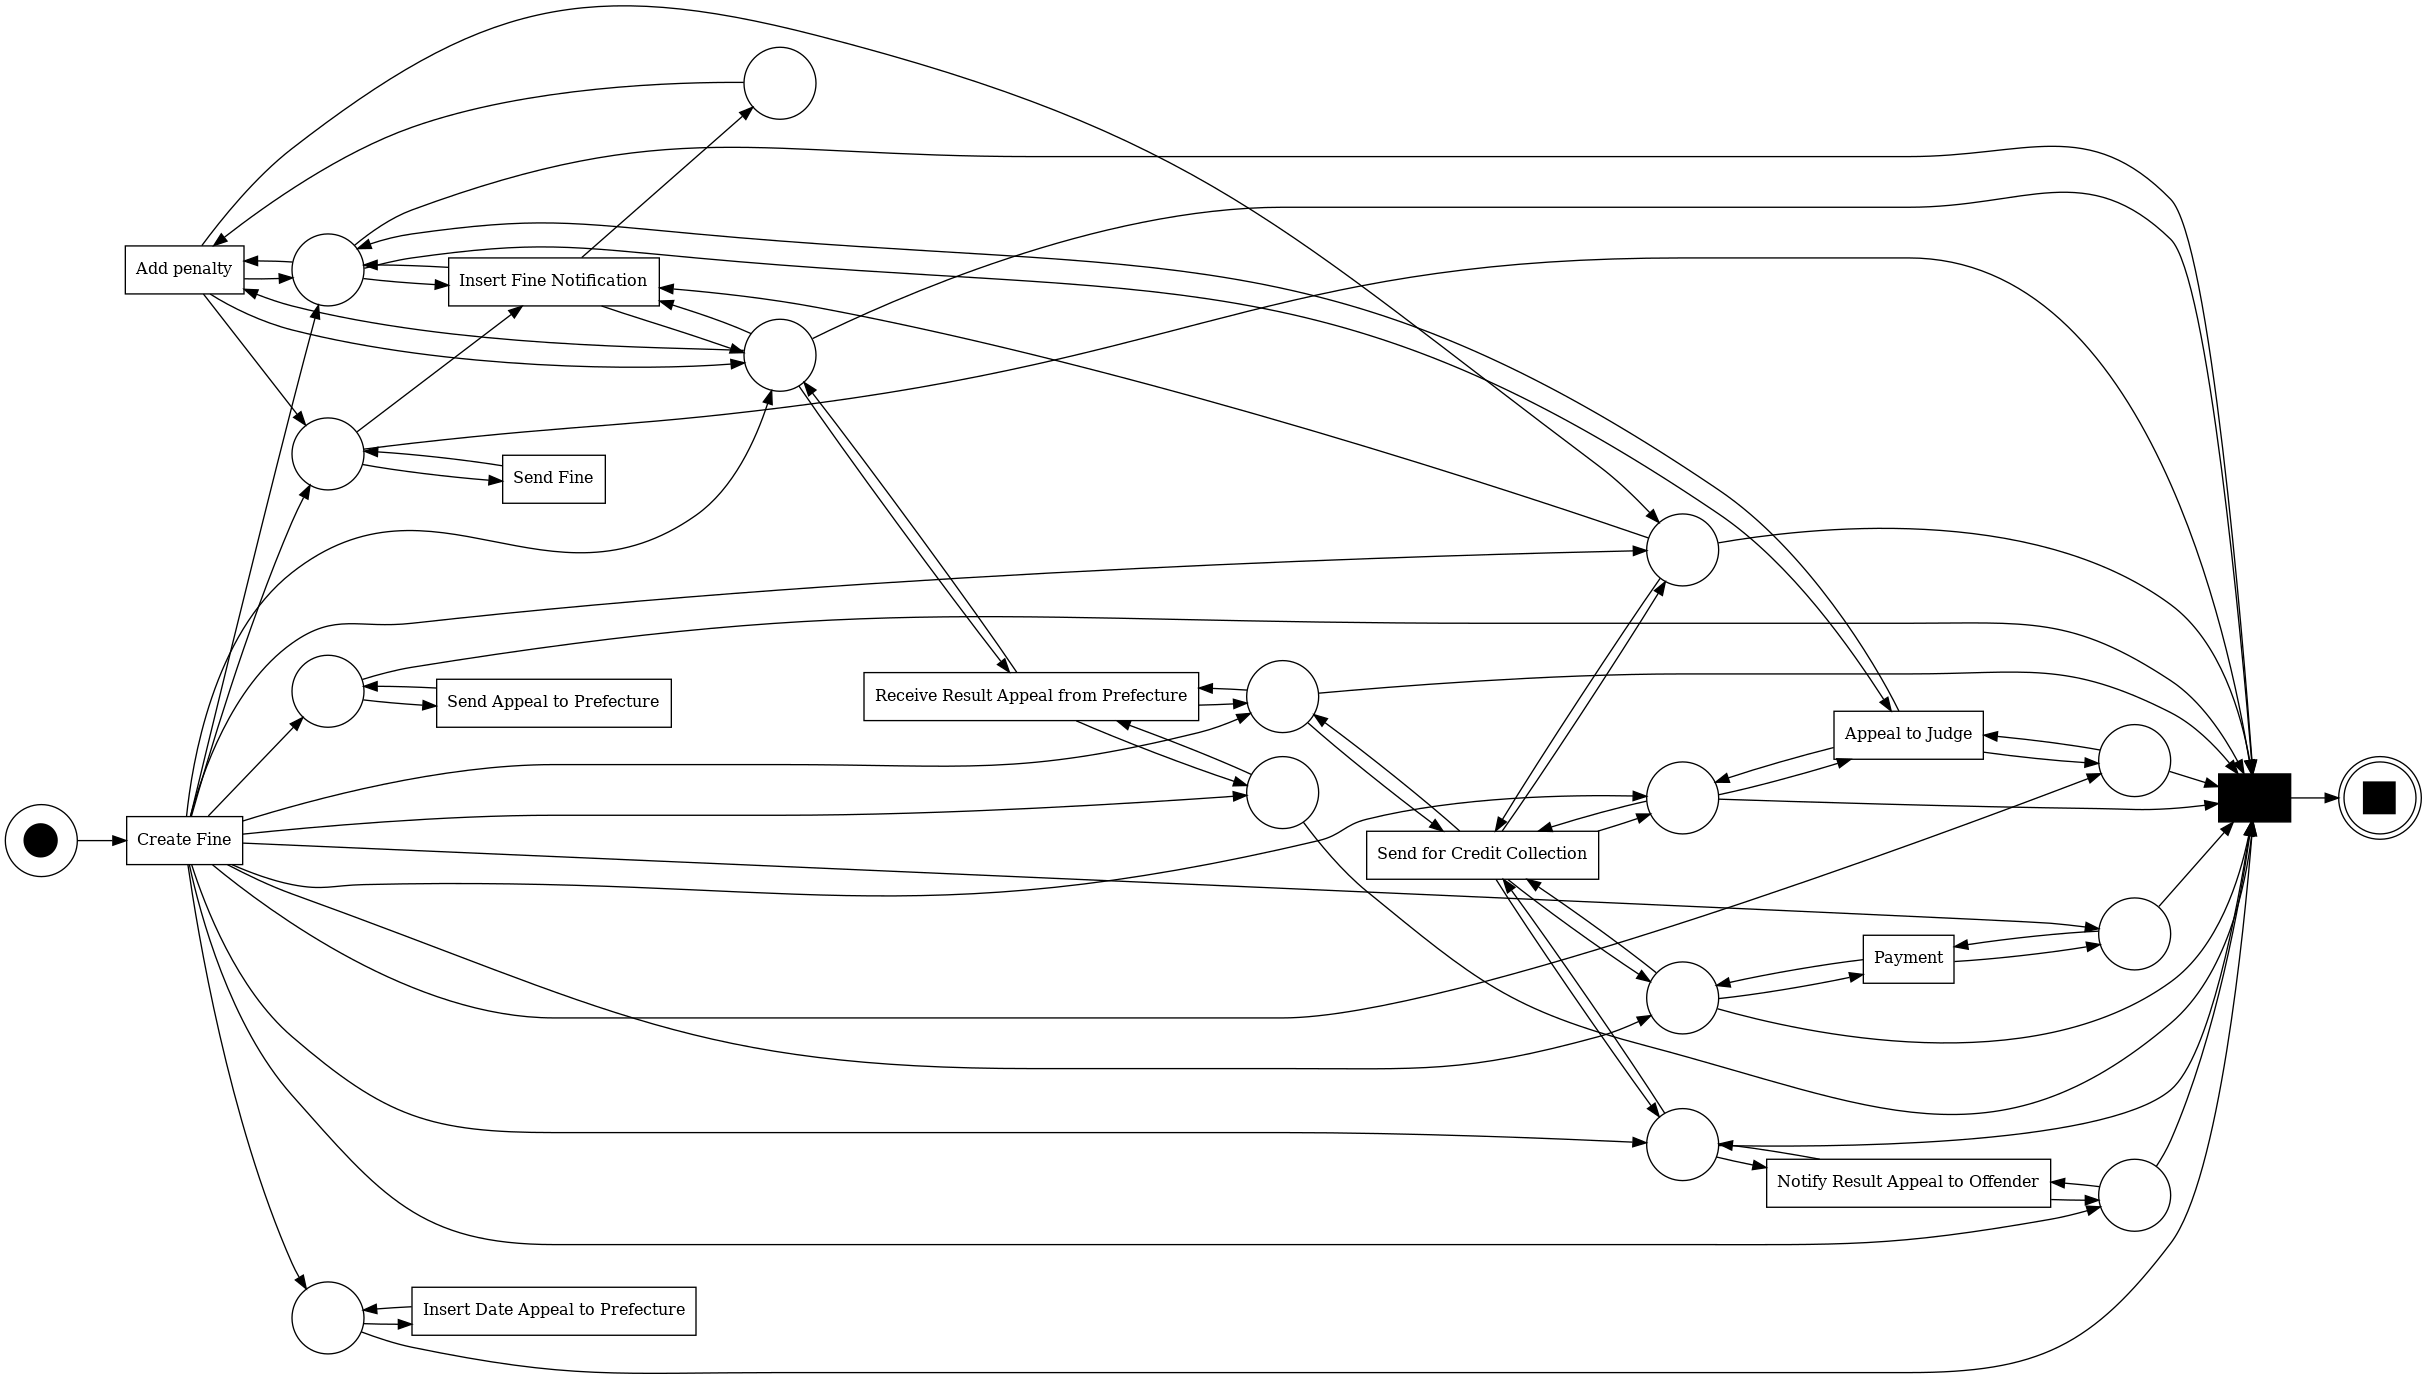 Add penalty
Insert Fine Notification
Send Fine
Send Appeal to Prefecture
Receive Result Appeal from Prefecture
Appeal to Judge
Create Fine
Send for Credit Collection
Payment
Notify Result Appeal to Offender
Insert Date Appeal to Prefecture